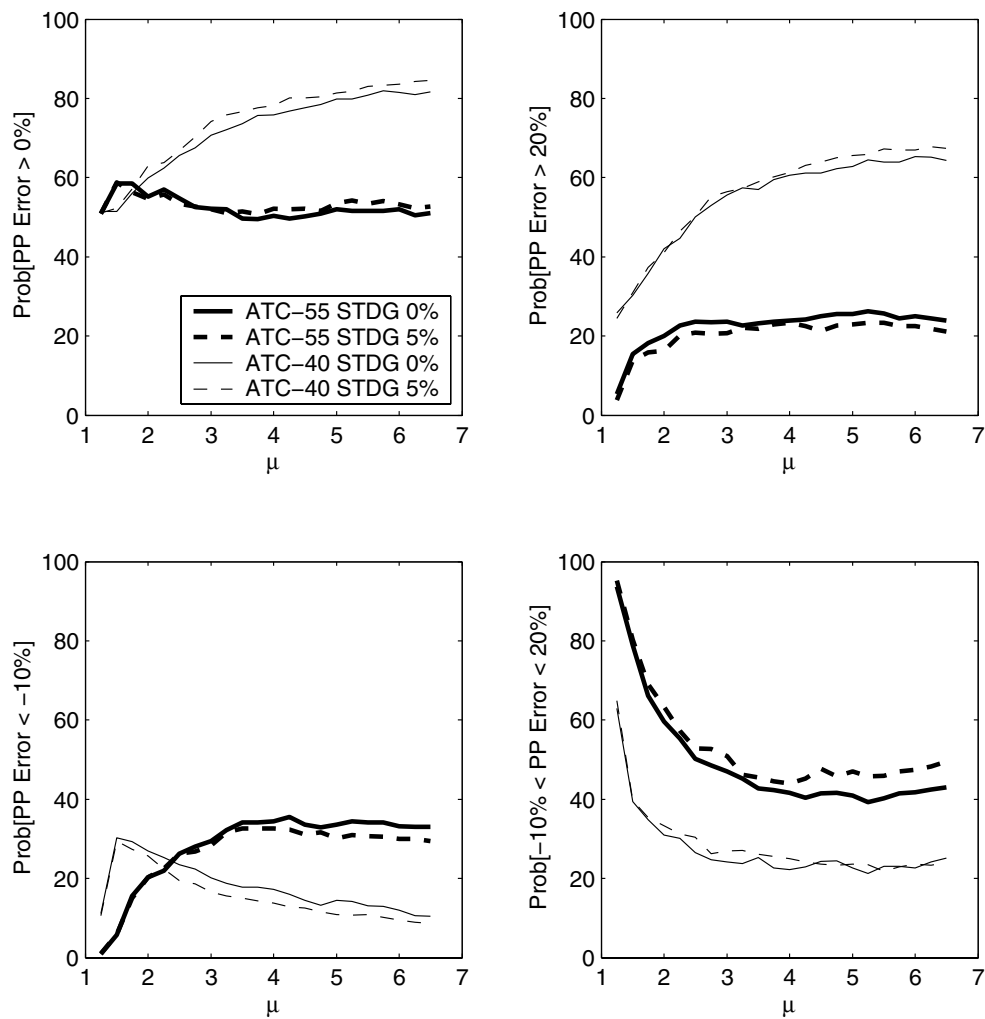 Prob[PP Error > 0%]
100
80
60
40
20
0
ATC−55 STDG 0%
ATC−55 STDG 5%
ATC−40 STDG 0%
ATC−40 STDG 5%
1 2 3 4 5 6 7
μ
Prob[PP Error > 20%]
100
80
60
40
20
0
1 2 3 4 5 6 7
μ
Prob[PP Error < −10%]
100
80
60
40
20
0
1 2 3 4 5 6 7
μ
Prob[−10% < PP Error < 20%]
100
80
60
40
20
0
1 2 3 4 5 6 7
μ